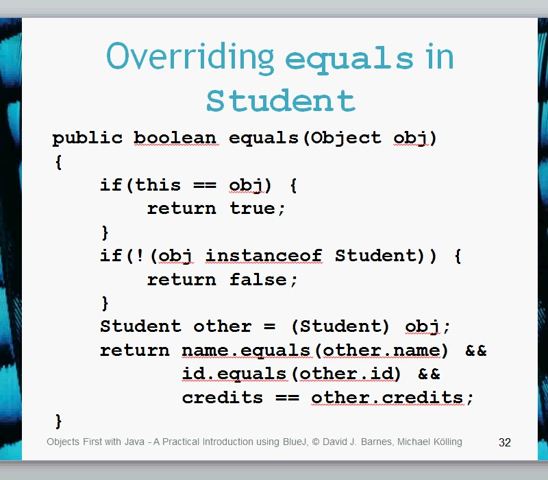 Overriding equals in
Student
public boolean equals(Object obj)
{
    if(this == obj) {
        return true;
    }
    if(!(obj instanceof Student)) {
        return false;
    }
    Student other = (Student) obj;
    return name.equals(other.name) &&
           id.equals(other.id) &&
           credits == other.credits;
}
Objects First with Java - A Practical Introduction using BlueJ, © David J. Barnes, Michael Kölling
32